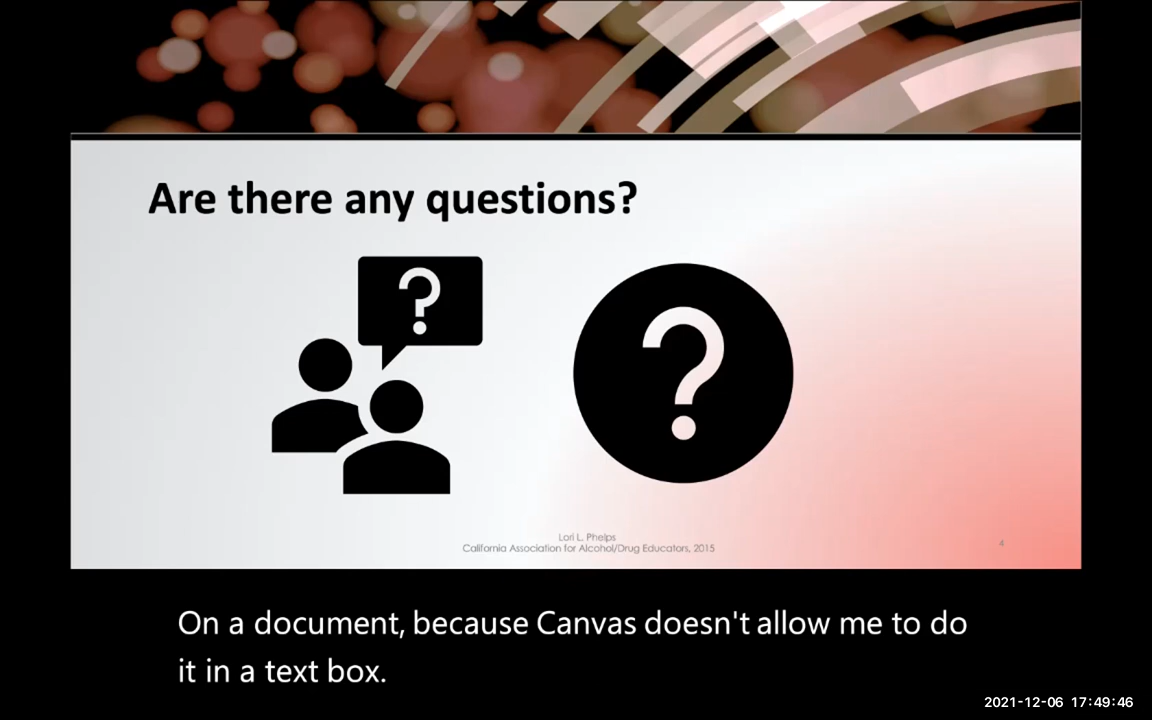 Are there any questions?
?
?
Lori L. Phelps
California Association for Alcohol/Drug Educators, 2015
4
On a document, because Canvas doesn't allow me to do
it in a text box.
2021-12-06 17:49:46